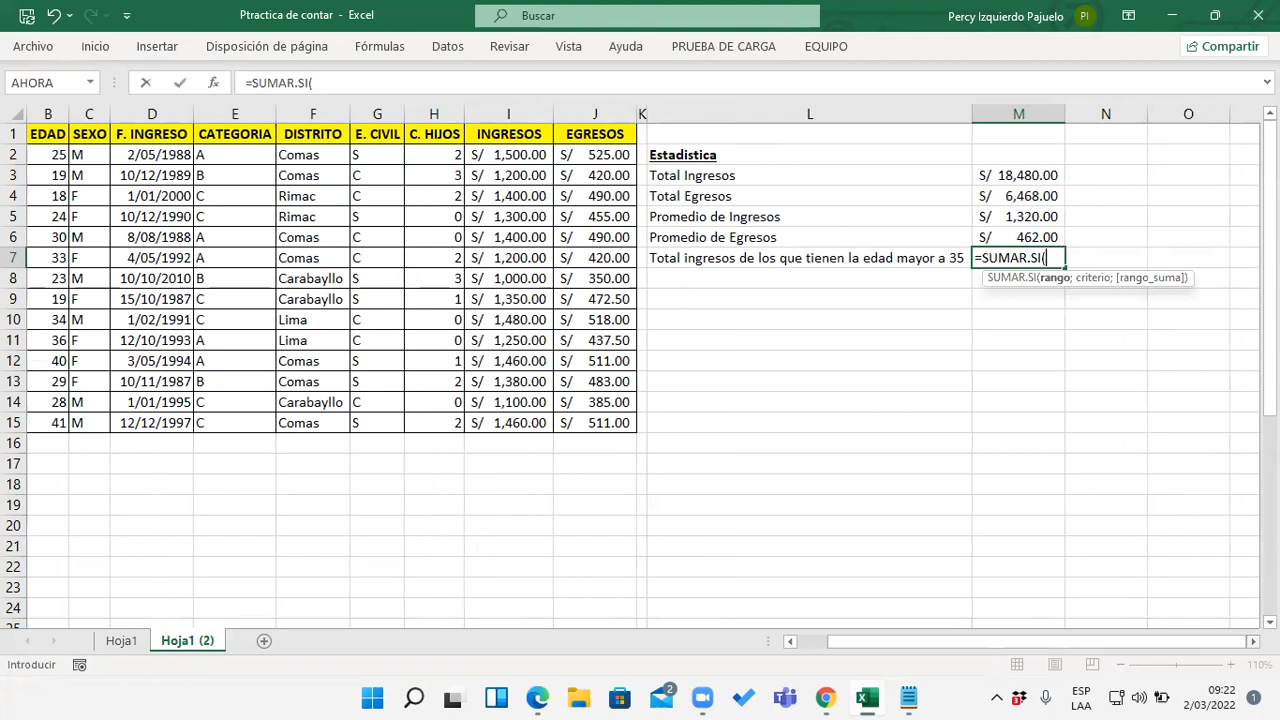 Ptractica de contar - Excel
Buscar
Percy Izquierdo Pajuelo
PI
Archivo Inicio Insertar Disposición de página Fórmulas Datos Revisar Vista Ayuda PRUEBA DE CARGA EQUIPO Compartir
AHORA fx =SUMAR.SI(
B C D E F G H I J K L M N O
1 EDAD SEXO F. INGRESO CATEGORIA DISTRITO E. CIVIL C. HIJOS INGRESOS EGRESOS
2 25 M 2/05/1988 A Comas S 2 S/ 1,500.00 S/ 525.00 Estadistica
3 19 M 10/12/1989 B Comas C 3 S/ 1,200.00 S/ 420.00 Total Ingresos S/ 18,480.00
4 18 F 1/01/2000 C Rimac C 2 S/ 1,400.00 S/ 490.00 Total Egresos S/ 6,468.00
5 24 F 10/12/1990 C Rimac S 0 S/ 1,300.00 S/ 455.00 Promedio de Ingresos S/ 1,320.00
6 30 M 8/08/1988 A Comas C 0 S/ 1,400.00 S/ 490.00 Promedio de Egresos S/ 462.00
7 33 F 4/05/1992 A Comas C 2 S/ 1,200.00 S/ 420.00 Total ingresos de los que tienen la edad mayor a 35 =SUMAR.SI(
SUMAR.SI(rango; criterio; [rango_suma])
8 23 M 10/10/2010 B Carabayllo S 3 S/ 1,000.00 S/ 350.00
9 19 F 15/10/1987 C Carabayllo S 1 S/ 1,350.00 S/ 472.50
10 34 M 1/02/1991 C Lima C 0 S/ 1,480.00 S/ 518.00
11 36 F 12/10/1993 A Lima C 0 S/ 1,250.00 S/ 437.50
12 40 F 3/05/1994 A Comas S 1 S/ 1,460.00 S/ 511.00
13 29 F 10/11/1987 B Comas S 2 S/ 1,380.00 S/ 483.00
14 28 M 1/01/1995 C Carabayllo C 0 S/ 1,100.00 S/ 385.00
15 41 M 12/12/1997 C Comas S 2 S/ 1,460.00 S/ 511.00
16
17
18
19
20
21
22
23
24
25
Hoja1 Hoja1 (2)
Introducir
110%
2
3
ESP
LAA
09:22
2/03/2022
1